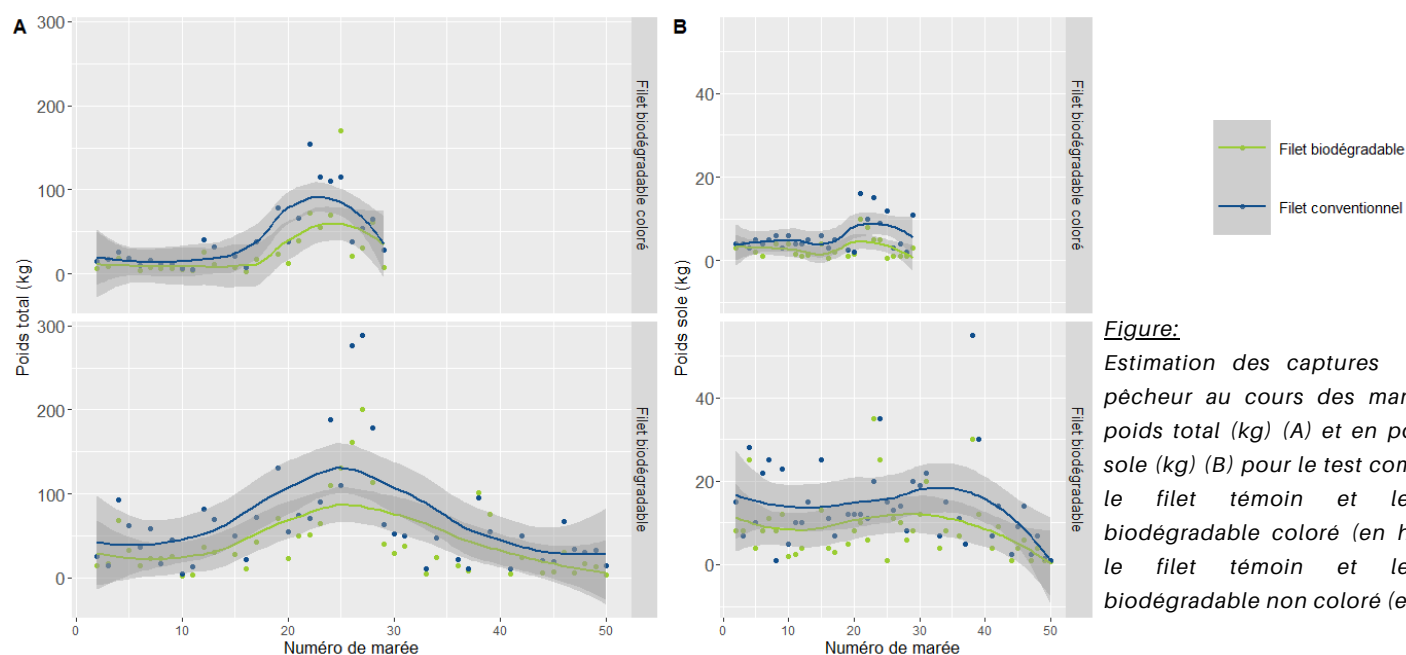 A
B
300
200
100
0
Filet biodégradable coloré
40
20
0
Filet biodégradable coloré
Filet biodégradable
Filet conventionnel
Poids total (kg)
Poids sole (kg)
300
200
100
0
Filet biodégradable
40
20
0
Filet biodégradable
0 10 20 30 40 50
Numéro de marée
0 10 20 30 40 50
Numéro de marée
Figure:
Estimation des captures
pêcheur au cours des mar
poids total (kg) (A) et en po
sole (kg) (B) pour le test com
le filet témoin et le
biodégradable coloré (en h
le filet témoin et le
biodégradable non coloré (e